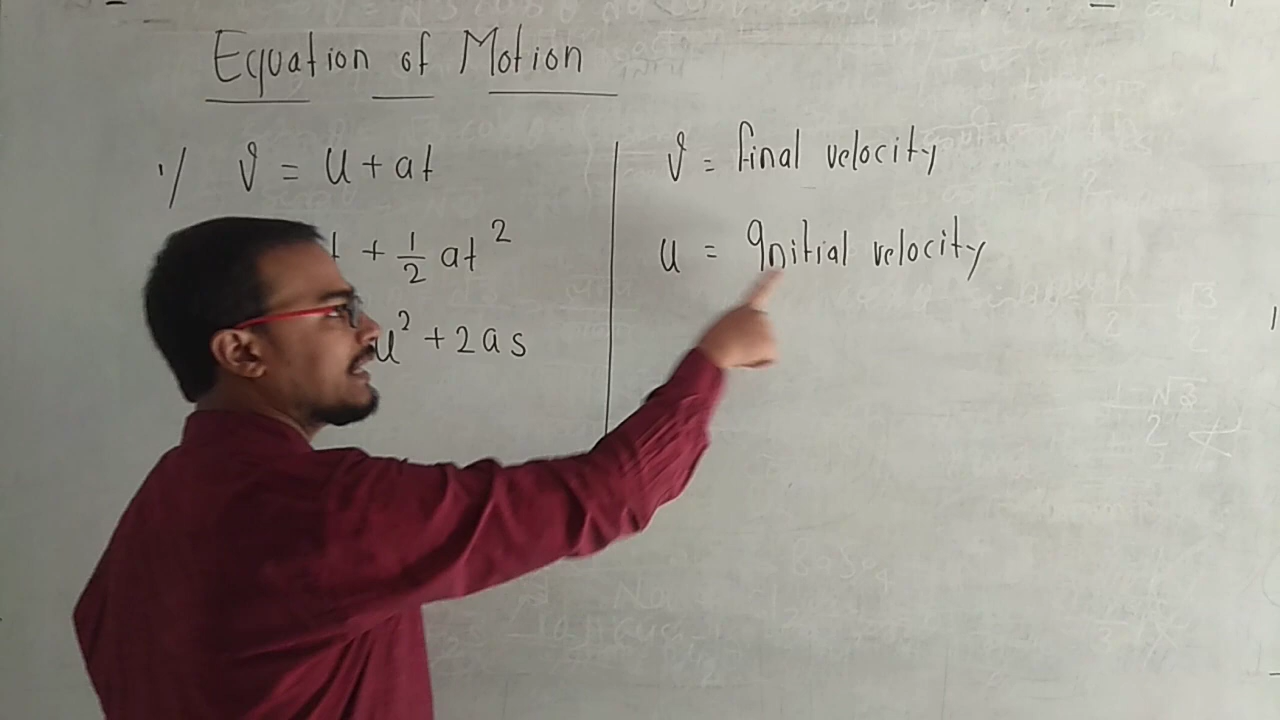 Equation of Motion
1) v = u + at
t + 1/2 at²
u² + 2as
v = final velocity
u = Initial velocity